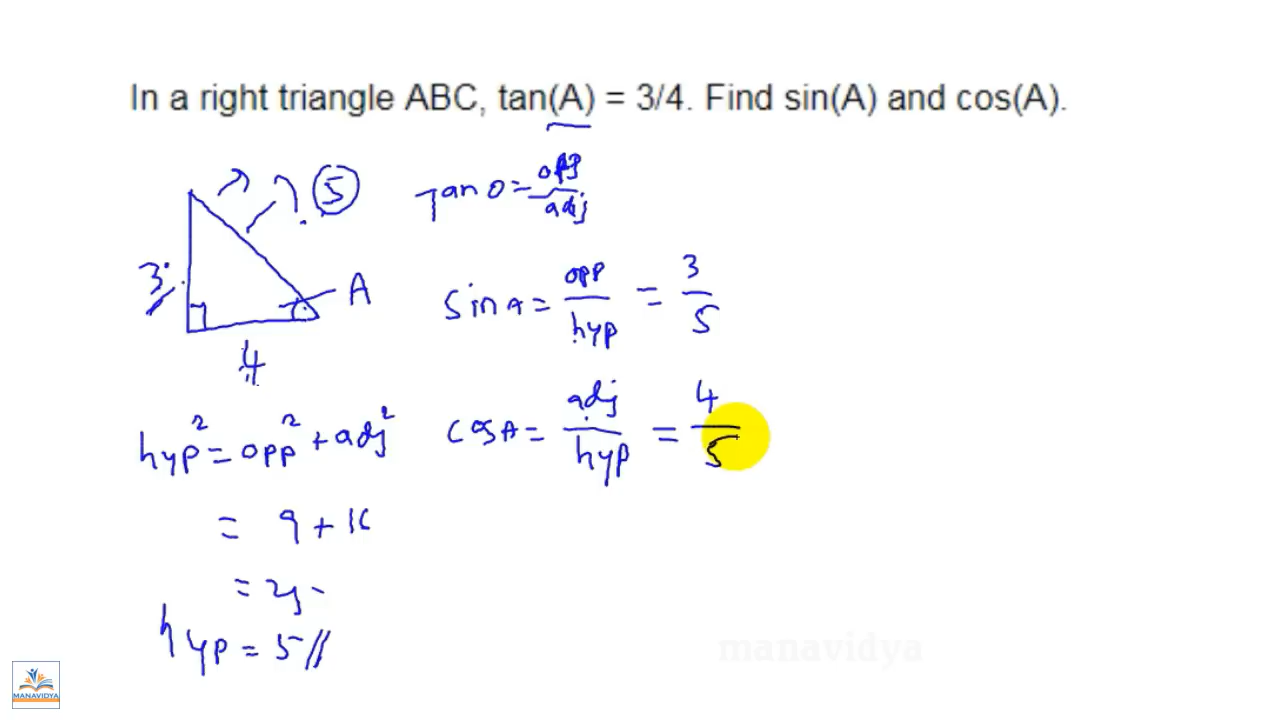 In a right triangle ABC, tan(A) = 3/4. Find sin(A) and cos(A).
? 5
Tan θ = opp/adj
3
A
4
sin A = opp/hyp = 3/5
cos A = adj/hyp = 4/5
hyp² = opp² + adj²
= 9 + 16
= 25
hyp = 5 //
manavidya
MANAVIDYA